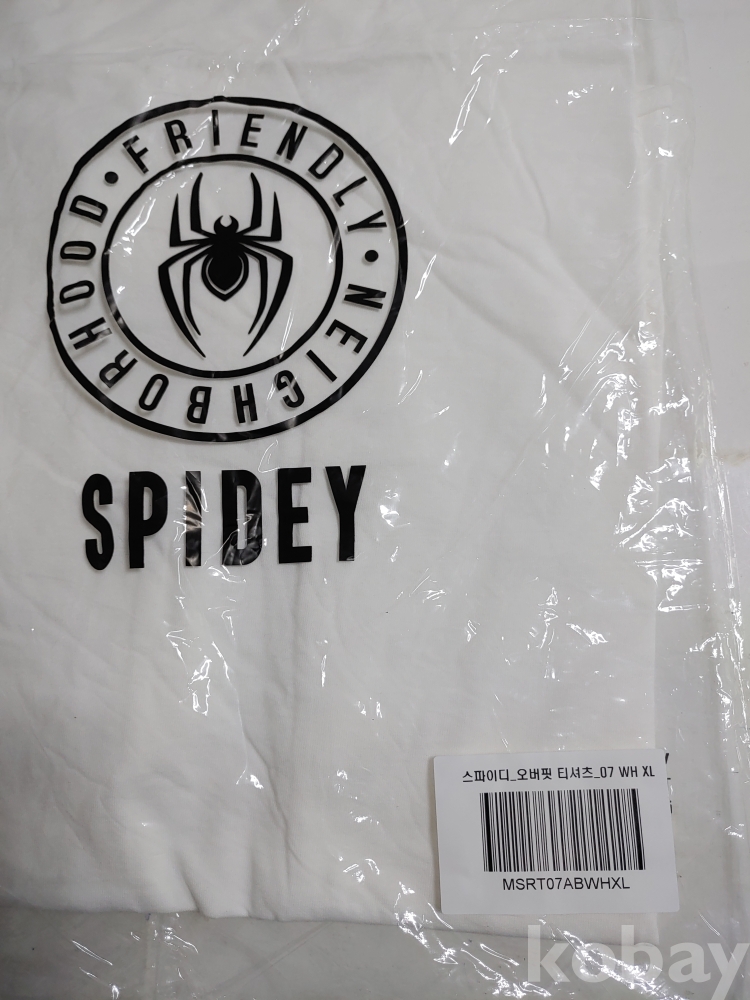 FRIENDLY • NEIGHBORHOOD •
SPIDEY
스파이디_오버핏 티셔츠_07 WH XL
MSRT07ABWHXL
kobay